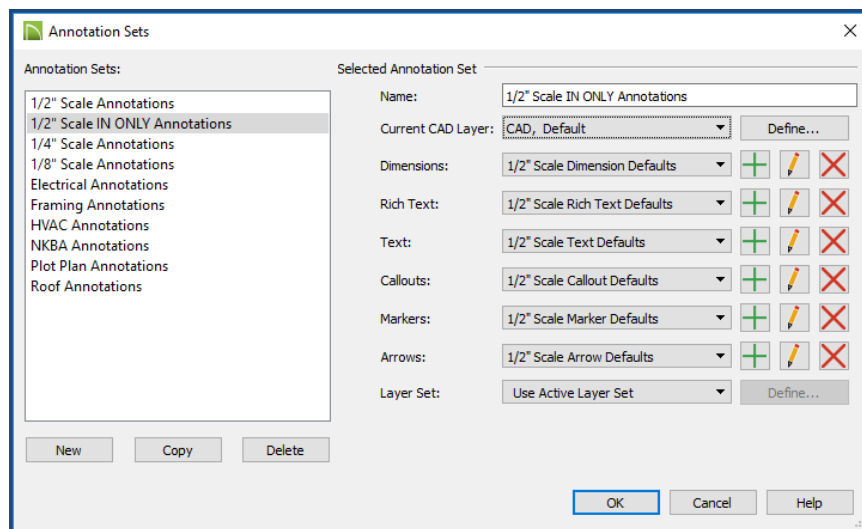 Annotation Sets
Annotation Sets:
1/2" Scale Annotations
1/2" Scale IN ONLY Annotations
1/4" Scale Annotations
1/8" Scale Annotations
Electrical Annotations
Framing Annotations
HVAC Annotations
NKBA Annotations
Plot Plan Annotations
Roof Annotations
New Copy Delete
Selected Annotation Set
Name: 1/2" Scale IN ONLY Annotations
Current CAD Layer: CAD, Default Define...
Dimensions: 1/2" Scale Dimension Defaults
Rich Text: 1/2" Scale Rich Text Defaults
Text: 1/2" Scale Text Defaults
Callouts: 1/2" Scale Callout Defaults
Markers: 1/2" Scale Marker Defaults
Arrows: 1/2" Scale Arrow Defaults
Layer Set: Use Active Layer Set Define...
OK Cancel Help